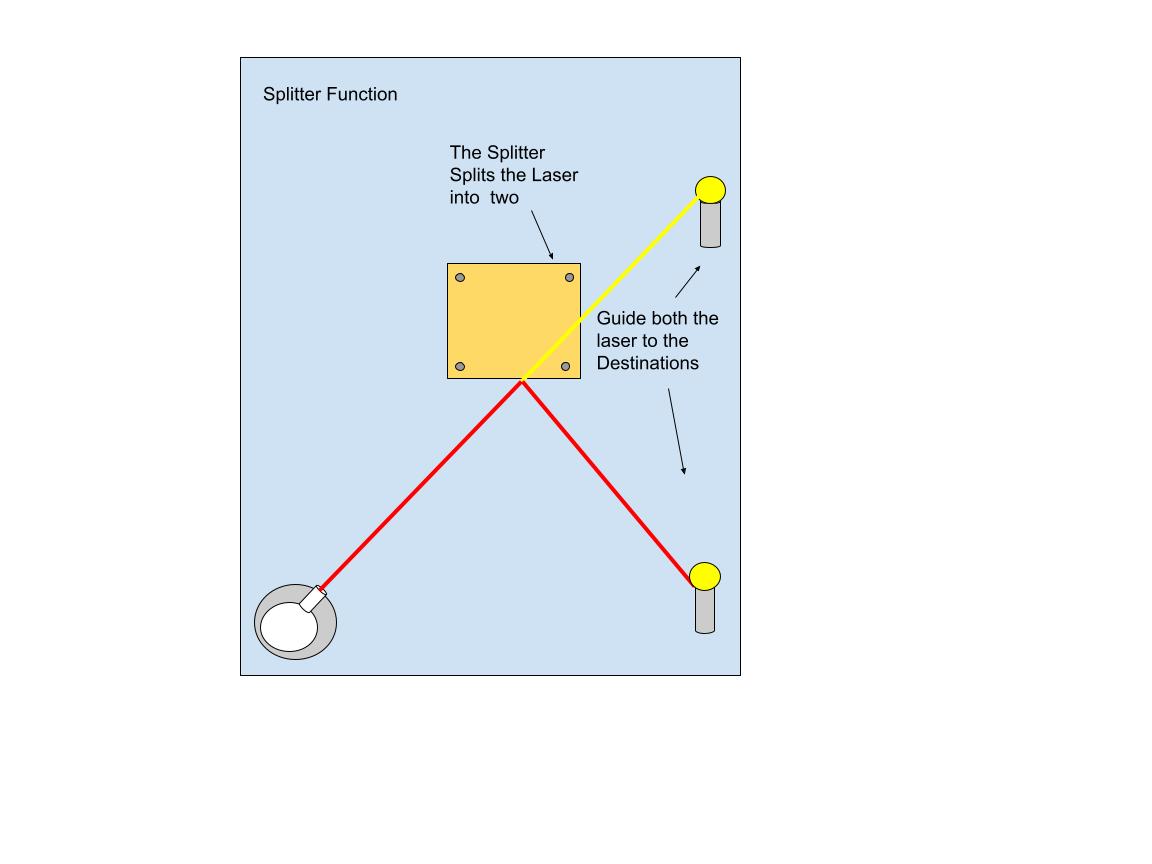 Splitter Function
The Splitter
Splits the Laser
into  two
Guide both the
laser to the
Destinations